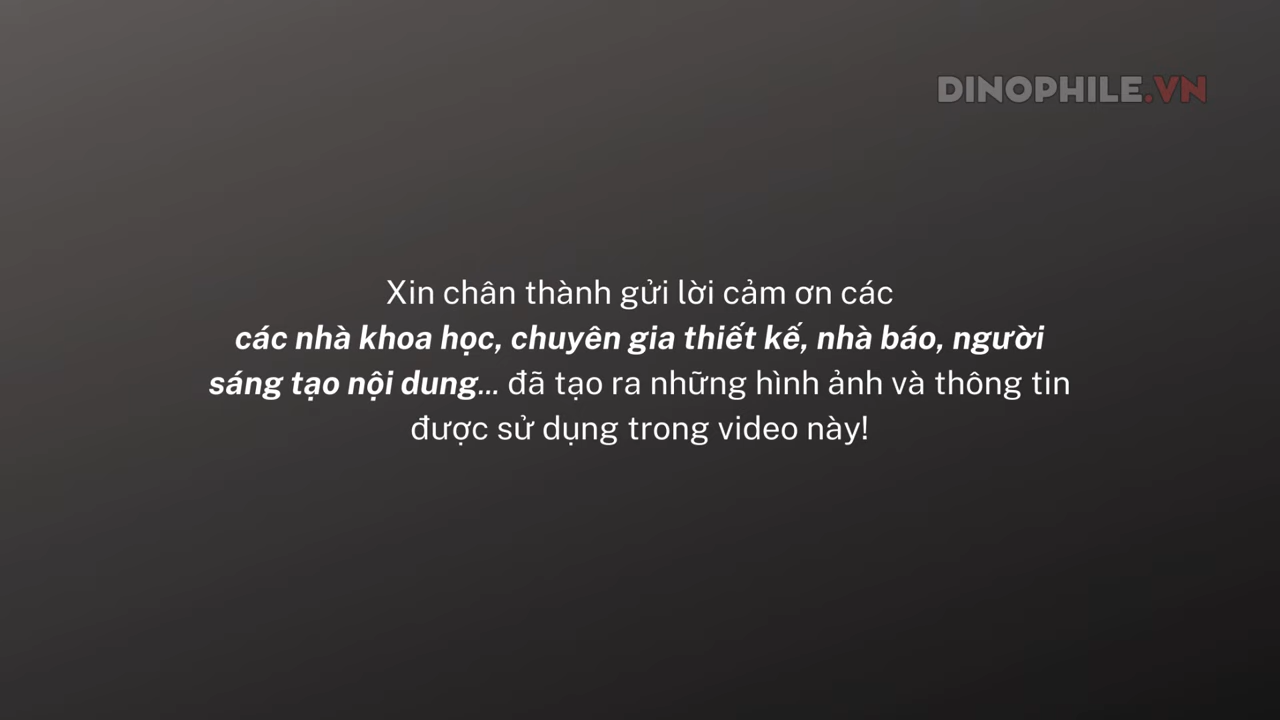 DINOPHILE.VN
Xin chân thành gửi lời cảm ơn các
các nhà khoa học, chuyên gia thiết kế, nhà báo, người
sáng tạo nội dung... đã tạo ra những hình ảnh và thông tin
được sử dụng trong video này!